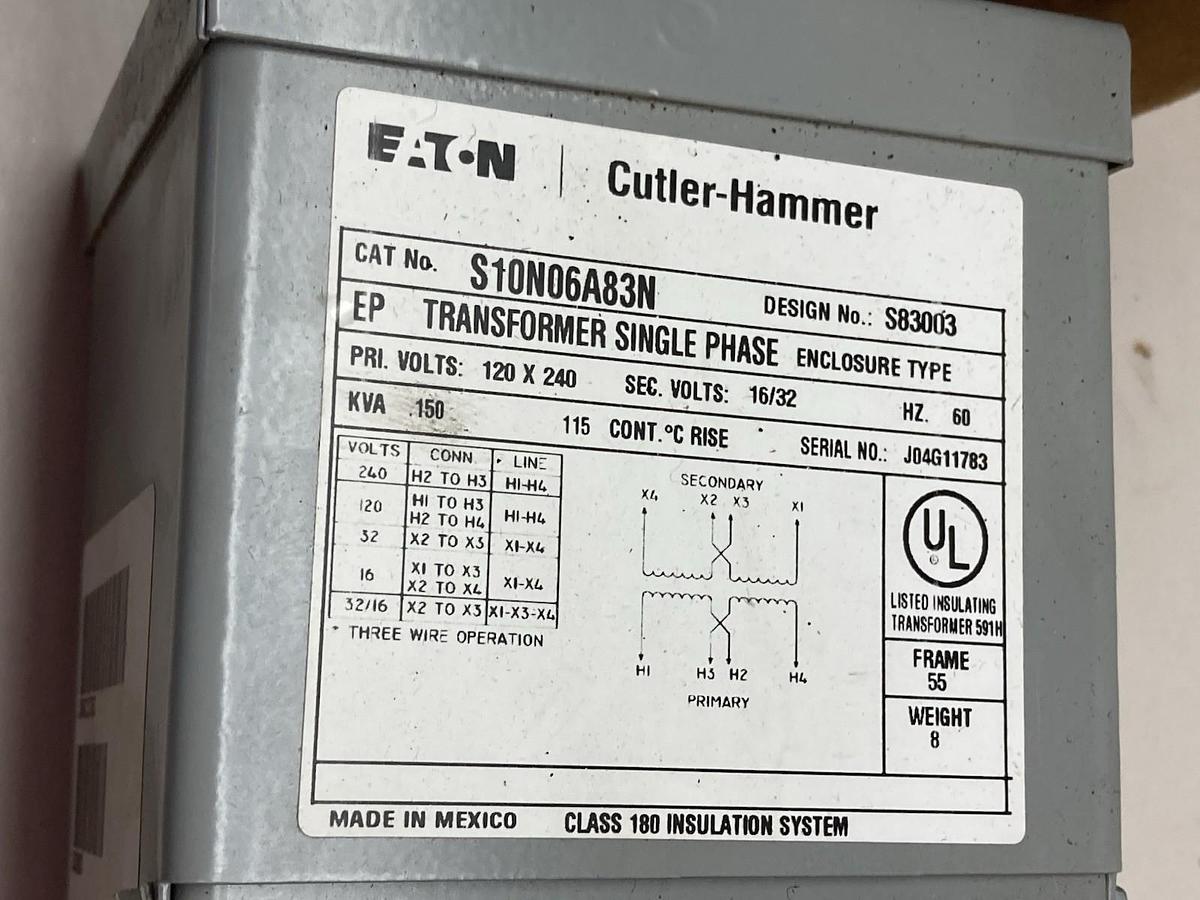 EATON | Cutler-Hammer
CAT No. S10N06A83N DESIGN No.: S83003
EP TRANSFORMER SINGLE PHASE ENCLOSURE TYPE
PRI. VOLTS: 120 X 240 SEC. VOLTS: 16/32 HZ. 60
KVA .150 115 CONT. °C RISE SERIAL NO.: J04G11783
VOLTS CONN. * LINE
240 H2 TO H3 H1-H4
120 H1 TO H3 H1-H4
H2 TO H4
32 X2 TO X3 X1-X4
16 X1 TO X3 X1-X4
X2 TO X4
32/16 X2 TO X3 X1-X3-X4
* THREE WIRE OPERATION
SECONDARY
X4 X2 X3 X1
H1 H3 H2 H4
PRIMARY
UL
®
LISTED INSULATING
TRANSFORMER 591H
FRAME
55
WEIGHT
8
MADE IN MEXICO CLASS 180 INSULATION SYSTEM